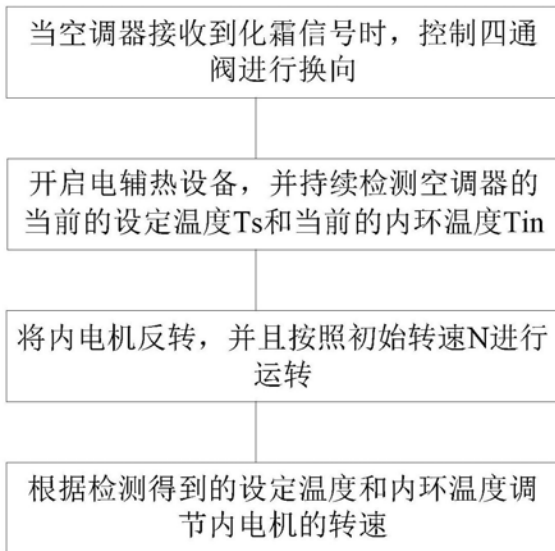 当空调器接收到化霜信号时，控制四通
阀进行换向
开启电辅热设备，并持续检测空调器的
当前的设定温度Ts和当前的内环温度Tin
将内电机反转，并且按照初始转速N进行
运转
根据检测得到的设定温度和内环温度调
节内电机的转速